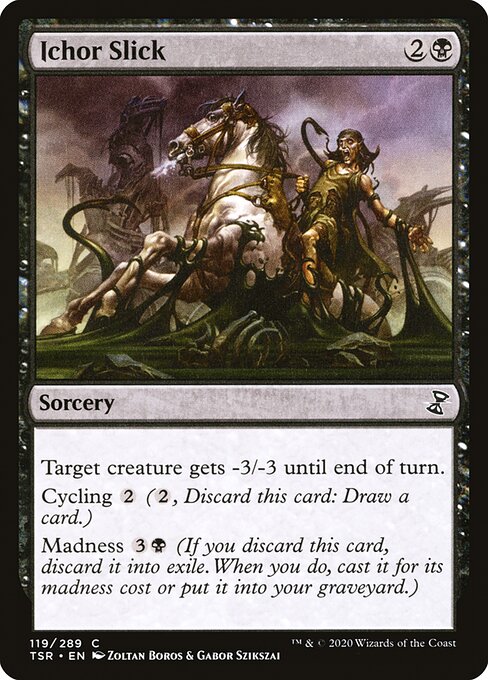 Ichor Slick 2
Sorcery
Target creature gets -3/-3 until end of turn.
Cycling 2 (2, Discard this card: Draw a
card.)
Madness 3 (If you discard this card,
discard it into exile. When you do, cast it for its
madness cost or put it into your graveyard.)
119/289 C
TSR • EN Zoltan Boros & Gabor Szikszai
™ & © 2020 Wizards of the Coast